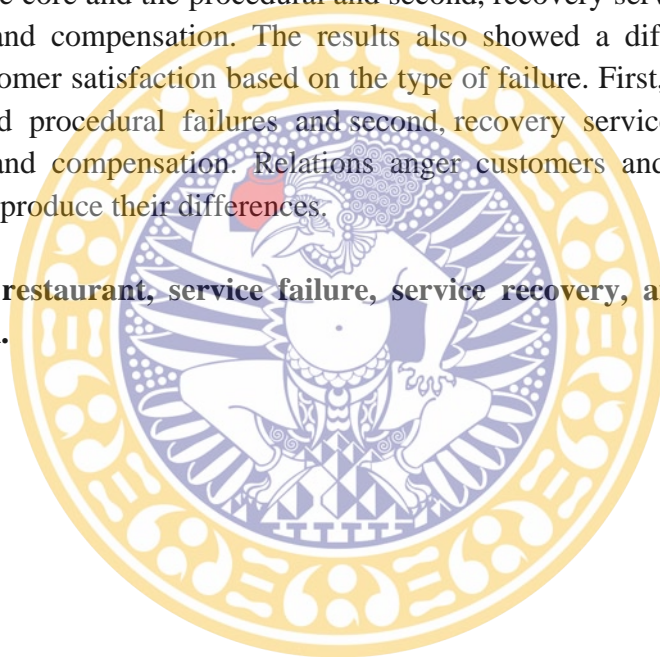 e core and the procedural and second, recovery serv
and compensation. The results also showed a dif
omer satisfaction based on the type of failure. First,
d procedural failures and second, recovery service
and compensation. Relations anger customers and
produce their differences.
restaurant, service failure, service recovery, a
.